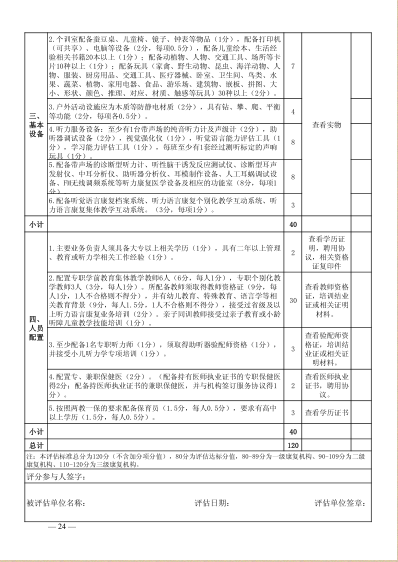 2.个训室配备蚕豆桌、儿童椅、镜子、钟表等物品（1分），配备打印机
（可共享）、电脑等设备（2分，每项0.5分），配备儿童绘本、生活经
验相关书籍20本以上（1分）；配备动植物、人物、交通工具、场所等卡
片10种以上（1分）；配备玩具（家禽、野生动物、昆虫、海洋动物、人
物、服装、厨房用品、交通工具、医疗器械、卧室、卫生间、鸟类、水
果、蔬菜、植物、家用电器、食品、游乐场、建筑物、嵌板、拼图、大
小、形状、颜色、推理、对应、材质、触感等玩具）30种以上（2分）。
7
三、
基本
设备
3.户外活动设施应为木质等防静电材质（2分），具有钻、攀、爬、平衡
等功能（2分，每项各0.5分）。
4
查看实物
4.听力服务设备：至少有1台带声场的纯音听力计及声级计（2分），助
听器调试设备（2分），视觉强化仪（1分），听觉语言能力评估工具（1
分），学习能力评估工具（1分），每班至少有1套经过测听标定的声响
玩具（1分）。
8
5.配备带声场的诊断型听力计、听性脑干诱发反应测试仪、诊断型耳声
发射仪、中耳分析仪、助听器分析仪、耳模制作设备、人工耳蜗调试设
备、FM无线调频系统等听力康复医学设备及相应的功能室（8分，每项1
分）。
8
6.配备听觉语言康复档案系统、听力语言康复个别化教学互动系统、听
力语言康复集体教学互动系统。（3分，每项1分）。
3
小计
40
四、
人员
配置
1.主要业务负责人须具备大专以上相关学历（1分），具有二年以上管理
、教育或听力学相关工作经验（1分）。
2
查看学历证
明，聘用协
议，相关资格
证复印件
2.配置专职学前教育集体教学教师6人（6分，每人1分），专职个别化教
学教师3人（3分，每人1分）。所配备教师须取得教师资格证（9分，每
人1分，1人不合格则不得分），并有幼儿教育、特殊教育、语言学等相
关教育背景（9分，每人1.5分，1人不合格则不得分），接受过省级及以
上听力语言康复业务培训（2分），亲子同训教师接受过亲子教育或小龄
听障儿童教学技能培训（1分）。
30
查看教师资格
证，培训结业
证或相关证明
材料。
3.至少配备1名专职听力师（1分），须取得助听器验配师资格（1分），
并接受小儿听力学专项培训（1分）。
3
查看验配师资
格证，培训结
业证或相关证
明材料。
4.配置专、兼职保健医（2分）。（配备持有医师执业证书的专职保健医
得2分；配备持医师执业证书的兼职保健医，并与机构签订服务协议得1
分）。
2
查看医师执业
证书、聘用协
议。
5.按照两教一保的要求配备保育员（1.5分，每人0.5分），要求有高中
以上学历（1.5分，每人0.5分）。
3
查看学历证书
小计
40
总计
120
注：本评估标准总分为120分（不含加分项分值），80分为评估达标分值，80-89分为一级康复机构、90-109分为二级
康复机构、110-120分为三级康复机构。
评分参与人签字：
被评估单位名称：
评估日期：
评估单位签章：
— 24 —